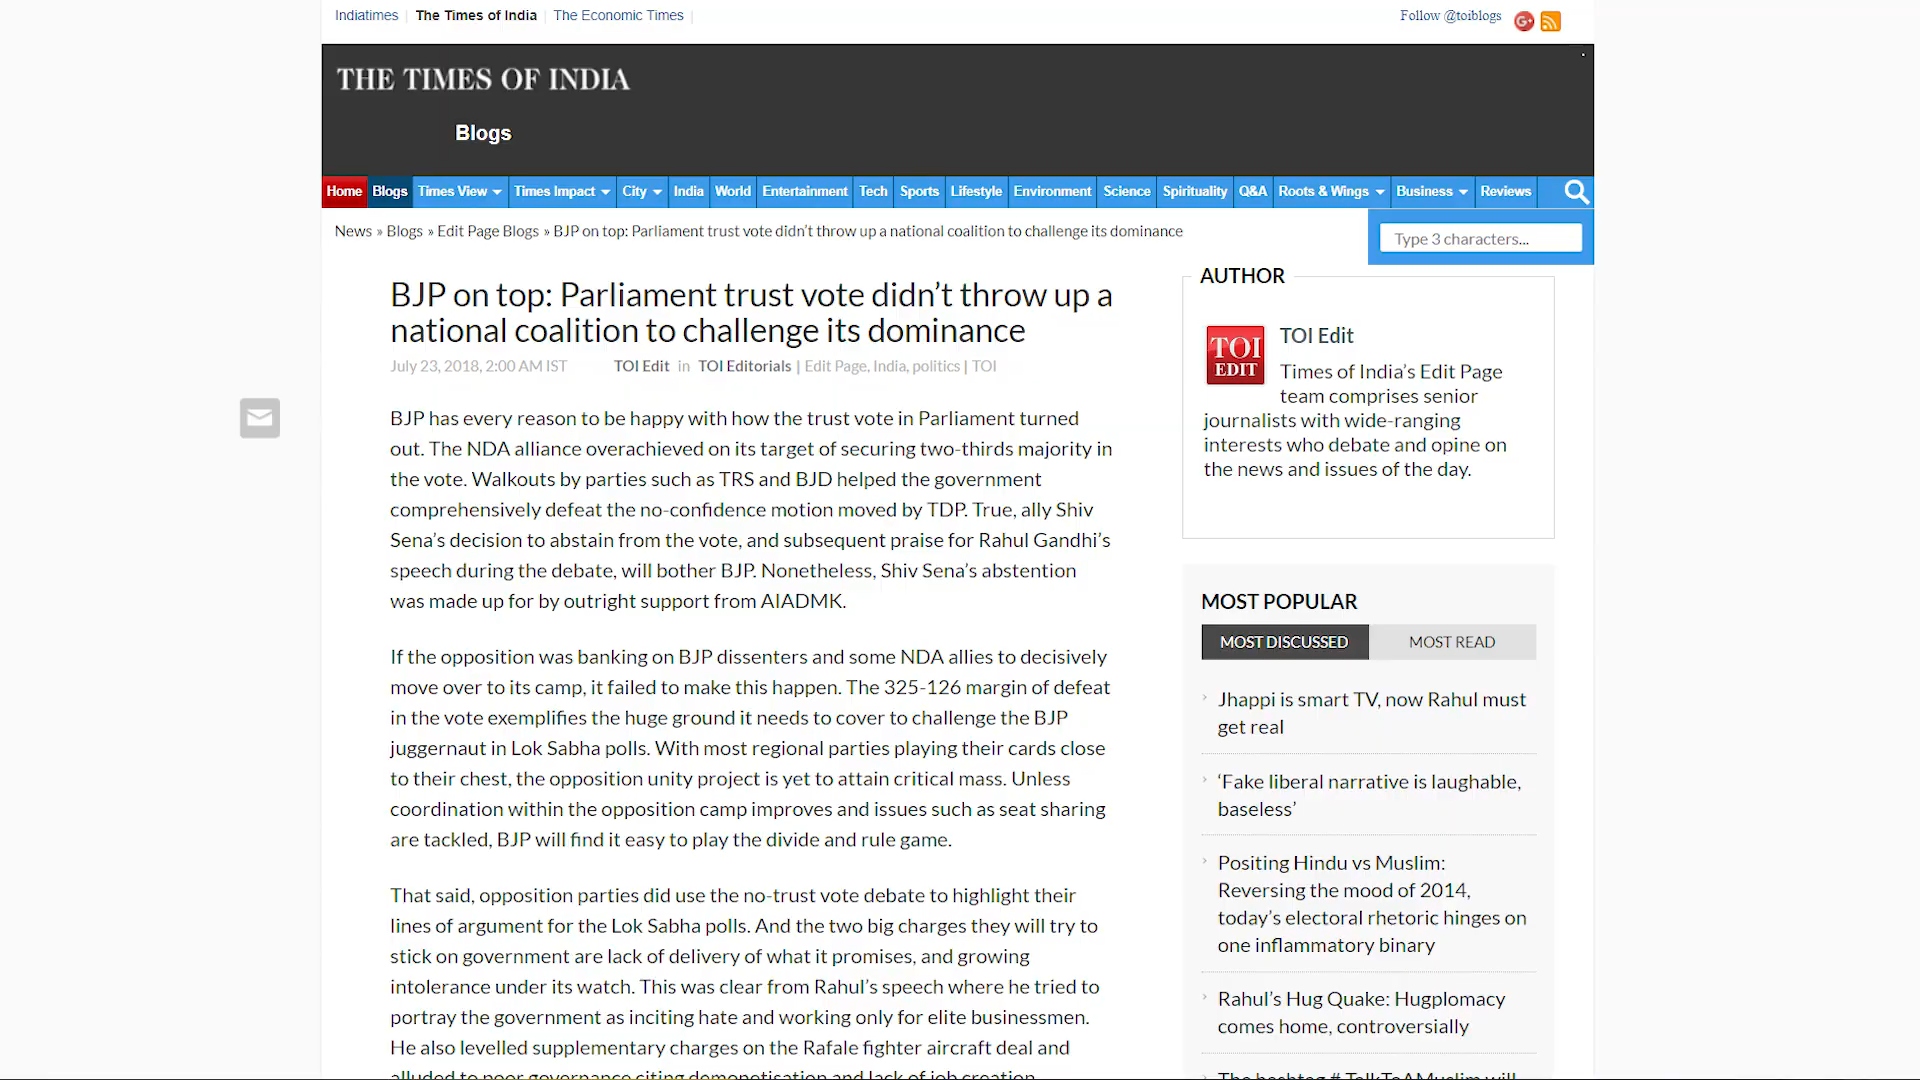 Indiatimes | The Times of India | The Economic Times |
Follow @toiblogs
THE TIMES OF INDIA
Blogs
Home Blogs Times View Times Impact City India World Entertainment Tech Sports Lifestyle Environment Science Spirituality Q&A Roots & Wings Business Reviews
News » Blogs » Edit Page Blogs » BJP on top: Parliament trust vote didn’t throw up a national coalition to challenge its dominance
Type 3 characters...
BJP on top: Parliament trust vote didn’t throw up a
national coalition to challenge its dominance
July 23, 2018, 2:00 AM IST TOI Edit in TOI Editorials | Edit Page, India, politics | TOI
BJP has every reason to be happy with how the trust vote in Parliament turned
out. The NDA alliance overachieved on its target of securing two-thirds majority in
the vote. Walkouts by parties such as TRS and BJD helped the government
comprehensively defeat the no-confidence motion moved by TDP. True, ally Shiv
Sena’s decision to abstain from the vote, and subsequent praise for Rahul Gandhi’s
speech during the debate, will bother BJP. Nonetheless, Shiv Sena’s abstention
was made up for by outright support from AIADMK.
If the opposition was banking on BJP dissenters and some NDA allies to decisively
move over to its camp, it failed to make this happen. The 325-126 margin of defeat
in the vote exemplifies the huge ground it needs to cover to challenge the BJP
juggernaut in Lok Sabha polls. With most regional parties playing their cards close
to their chest, the opposition unity project is yet to attain critical mass. Unless
coordination within the opposition camp improves and issues such as seat sharing
are tackled, BJP will find it easy to play the divide and rule game.
That said, opposition parties did use the no-trust vote debate to highlight their
lines of argument for the Lok Sabha polls. And the two big charges they will try to
stick on government are lack of delivery of what it promises, and growing
intolerance under its watch. This was clear from Rahul’s speech where he tried to
portray the government as inciting hate and working only for elite businessmen.
He also levelled supplementary charges on the Rafale fighter aircraft deal and
alluded to poor governance citing demonetisation and lack of job creation.
AUTHOR
TOI EDIT
TOI Edit
Times of India’s Edit Page
team comprises senior
journalists with wide-ranging
interests who debate and opine on
the news and issues of the day.
MOST POPULAR
MOST DISCUSSED MOST READ
Jhappi is smart TV, now Rahul must
get real
‘Fake liberal narrative is laughable,
baseless’
Positing Hindu vs Muslim:
Reversing the mood of 2014,
today’s electoral rhetoric hinges on
one inflammatory binary
Rahul’s Hug Quake: Hugplomacy
comes home, controversially
The hashtag # TalkToAMuslim will